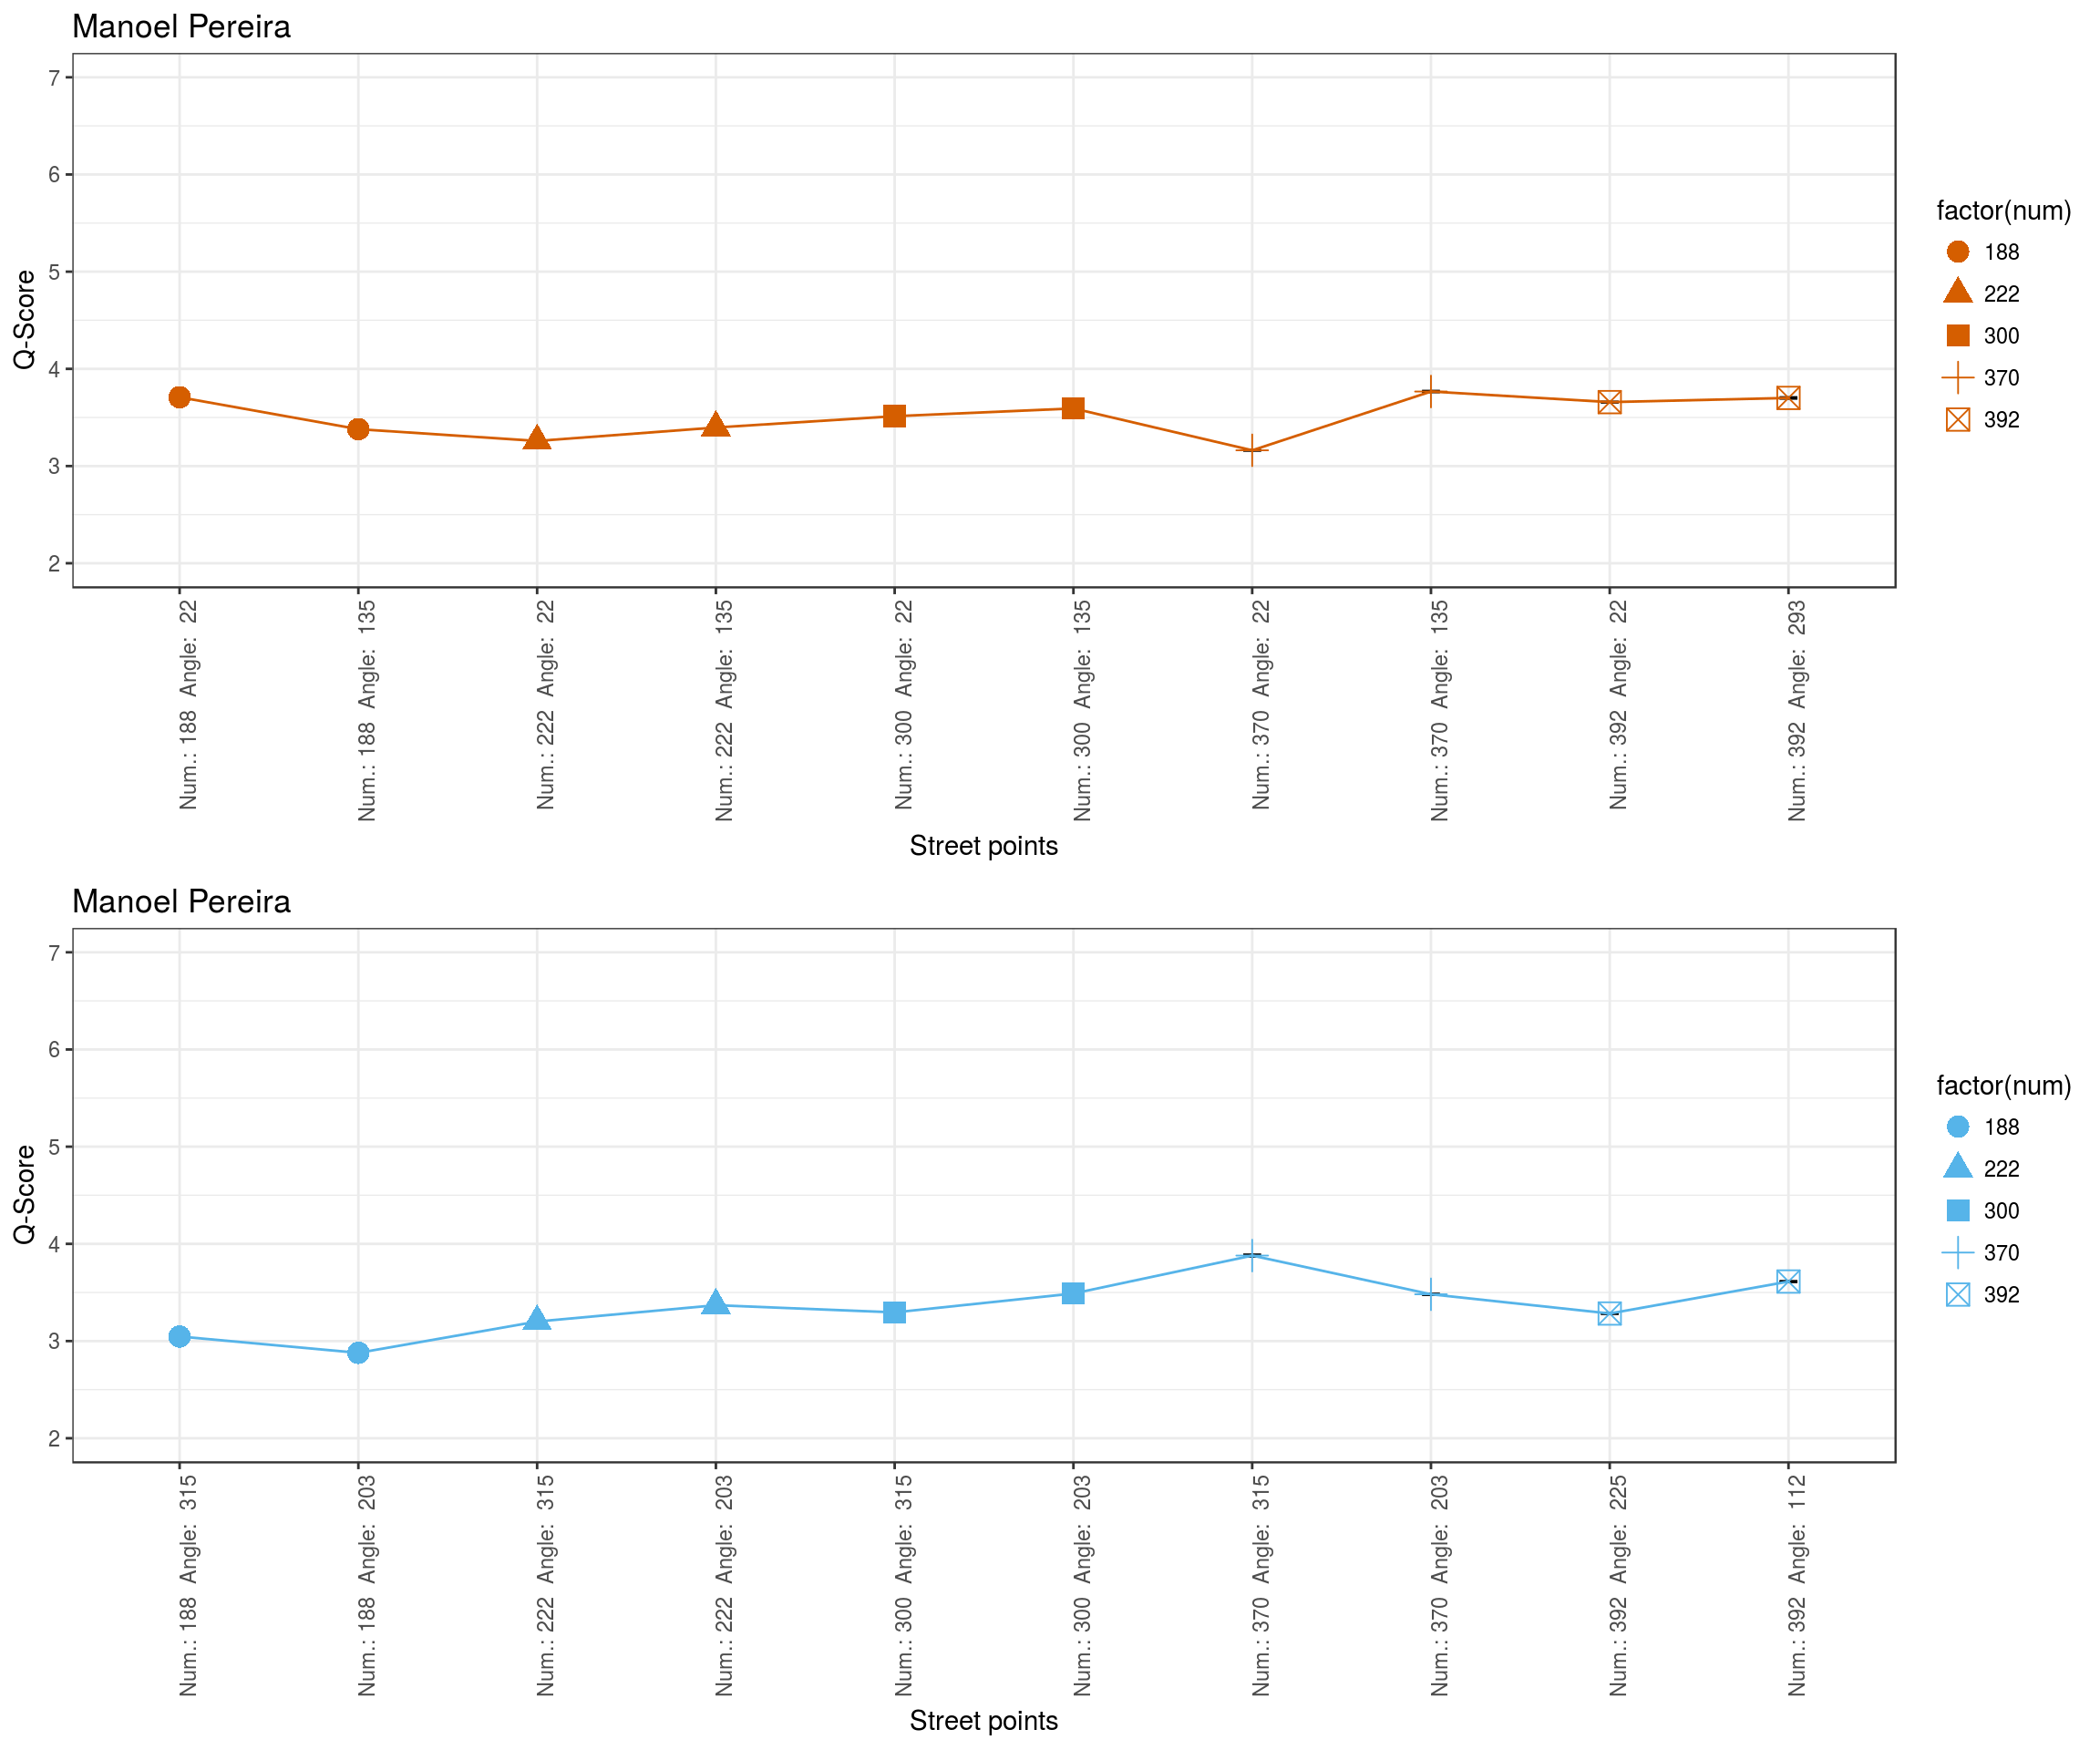 Manoel Pereira
7
6
5
4
3
2
Q-Score
Num.: 188 Angle: 22
Num.: 188 Angle: 135
Num.: 222 Angle: 22
Num.: 222 Angle: 135
Num.: 300 Angle: 22
Num.: 300 Angle: 135
Num.: 370 Angle: 22
Num.: 370 Angle: 135
Num.: 392 Angle: 22
Num.: 392 Angle: 293
Street points
factor(num)
188
222
300
370
392
Manoel Pereira
7
6
5
4
3
2
Q-Score
Num.: 188 Angle: 315
Num.: 188 Angle: 203
Num.: 222 Angle: 315
Num.: 222 Angle: 203
Num.: 300 Angle: 315
Num.: 300 Angle: 203
Num.: 370 Angle: 315
Num.: 370 Angle: 203
Num.: 392 Angle: 225
Num.: 392 Angle: 112
Street points
factor(num)
188
222
300
370
392